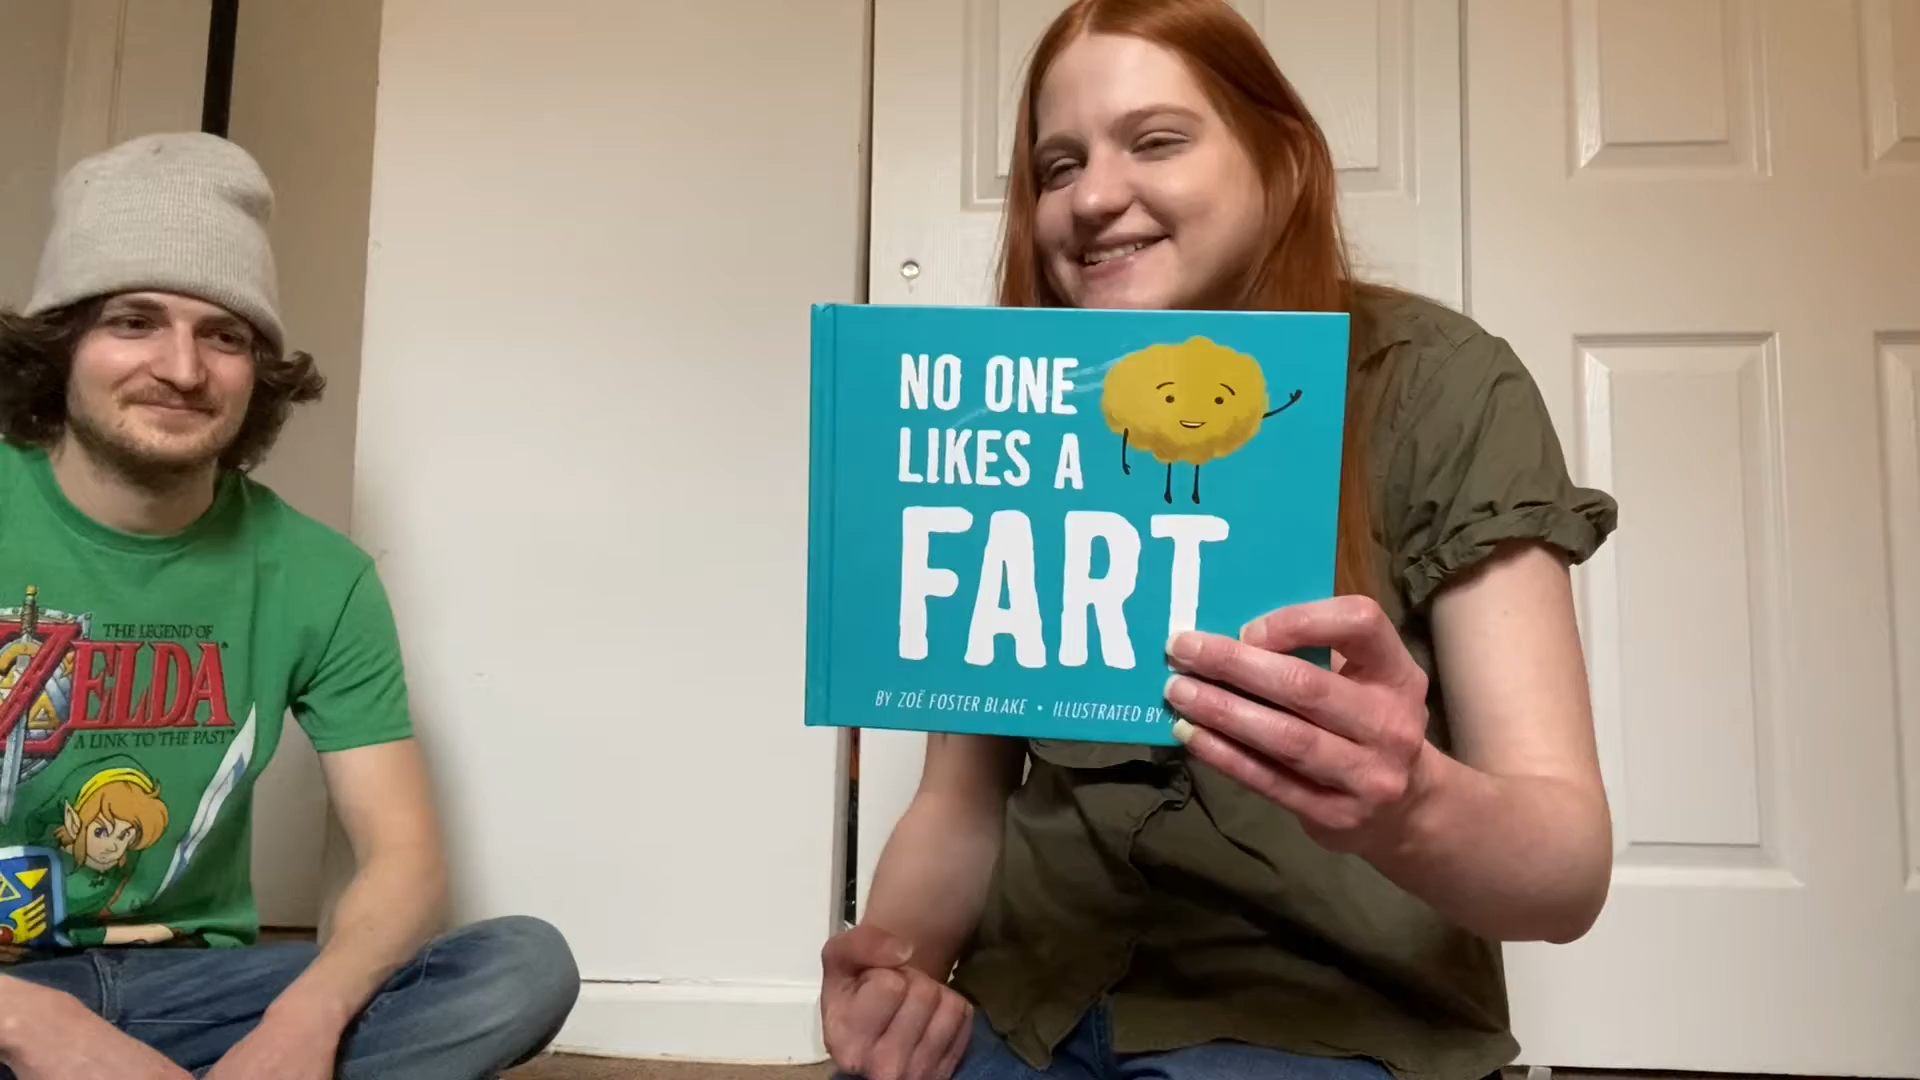 NO ONE
LIKES A
FART
BY ZOË FOSTER BLAKE • ILLUSTRATED BY
THE LEGEND OF
ZELDA
A LINK TO THE PAST